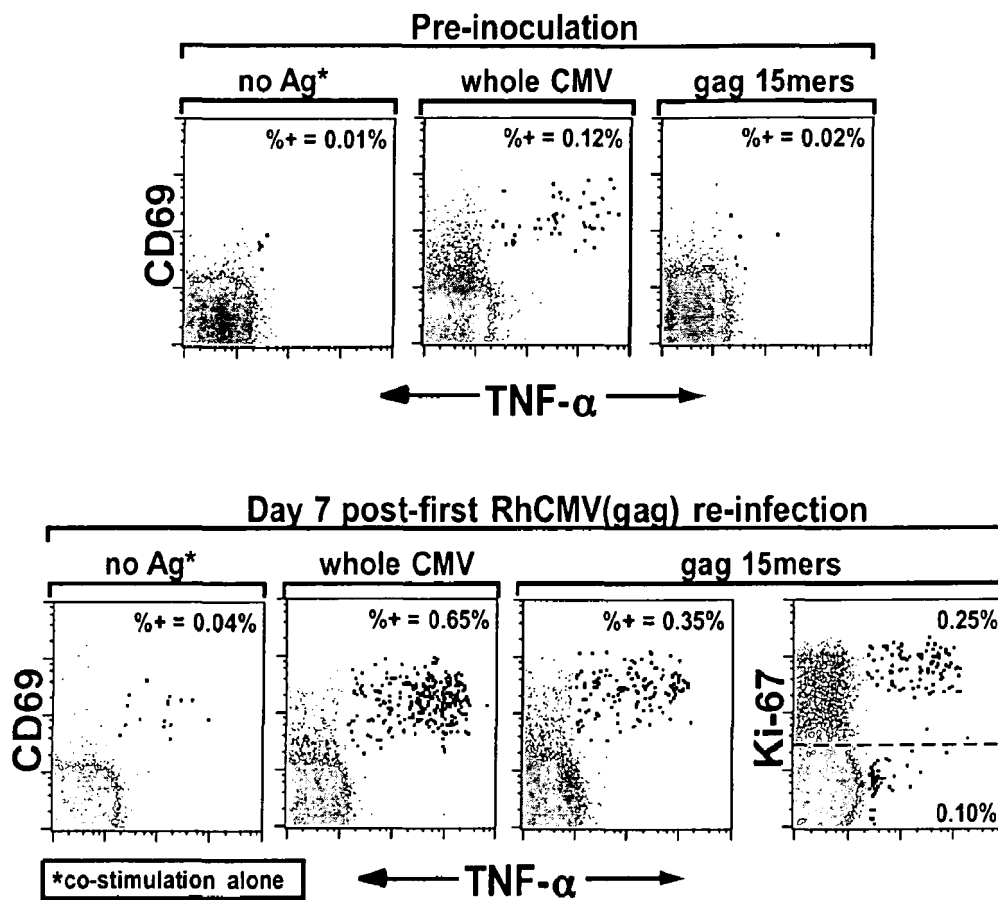 Pre-inoculation
no Ag*
whole CMV
gag 15mers
%+ = 0.01%
%+ = 0.12%
%+ = 0.02%
CD69
TNF-α
Day 7 post-first RhCMV(gag) re-infection
no Ag*
whole CMV
gag 15mers
%+ = 0.04%
%+ = 0.65%
%+ = 0.35%
0.25%
CD69
Ki-67
0.10%
*co-stimulation alone
TNF-α